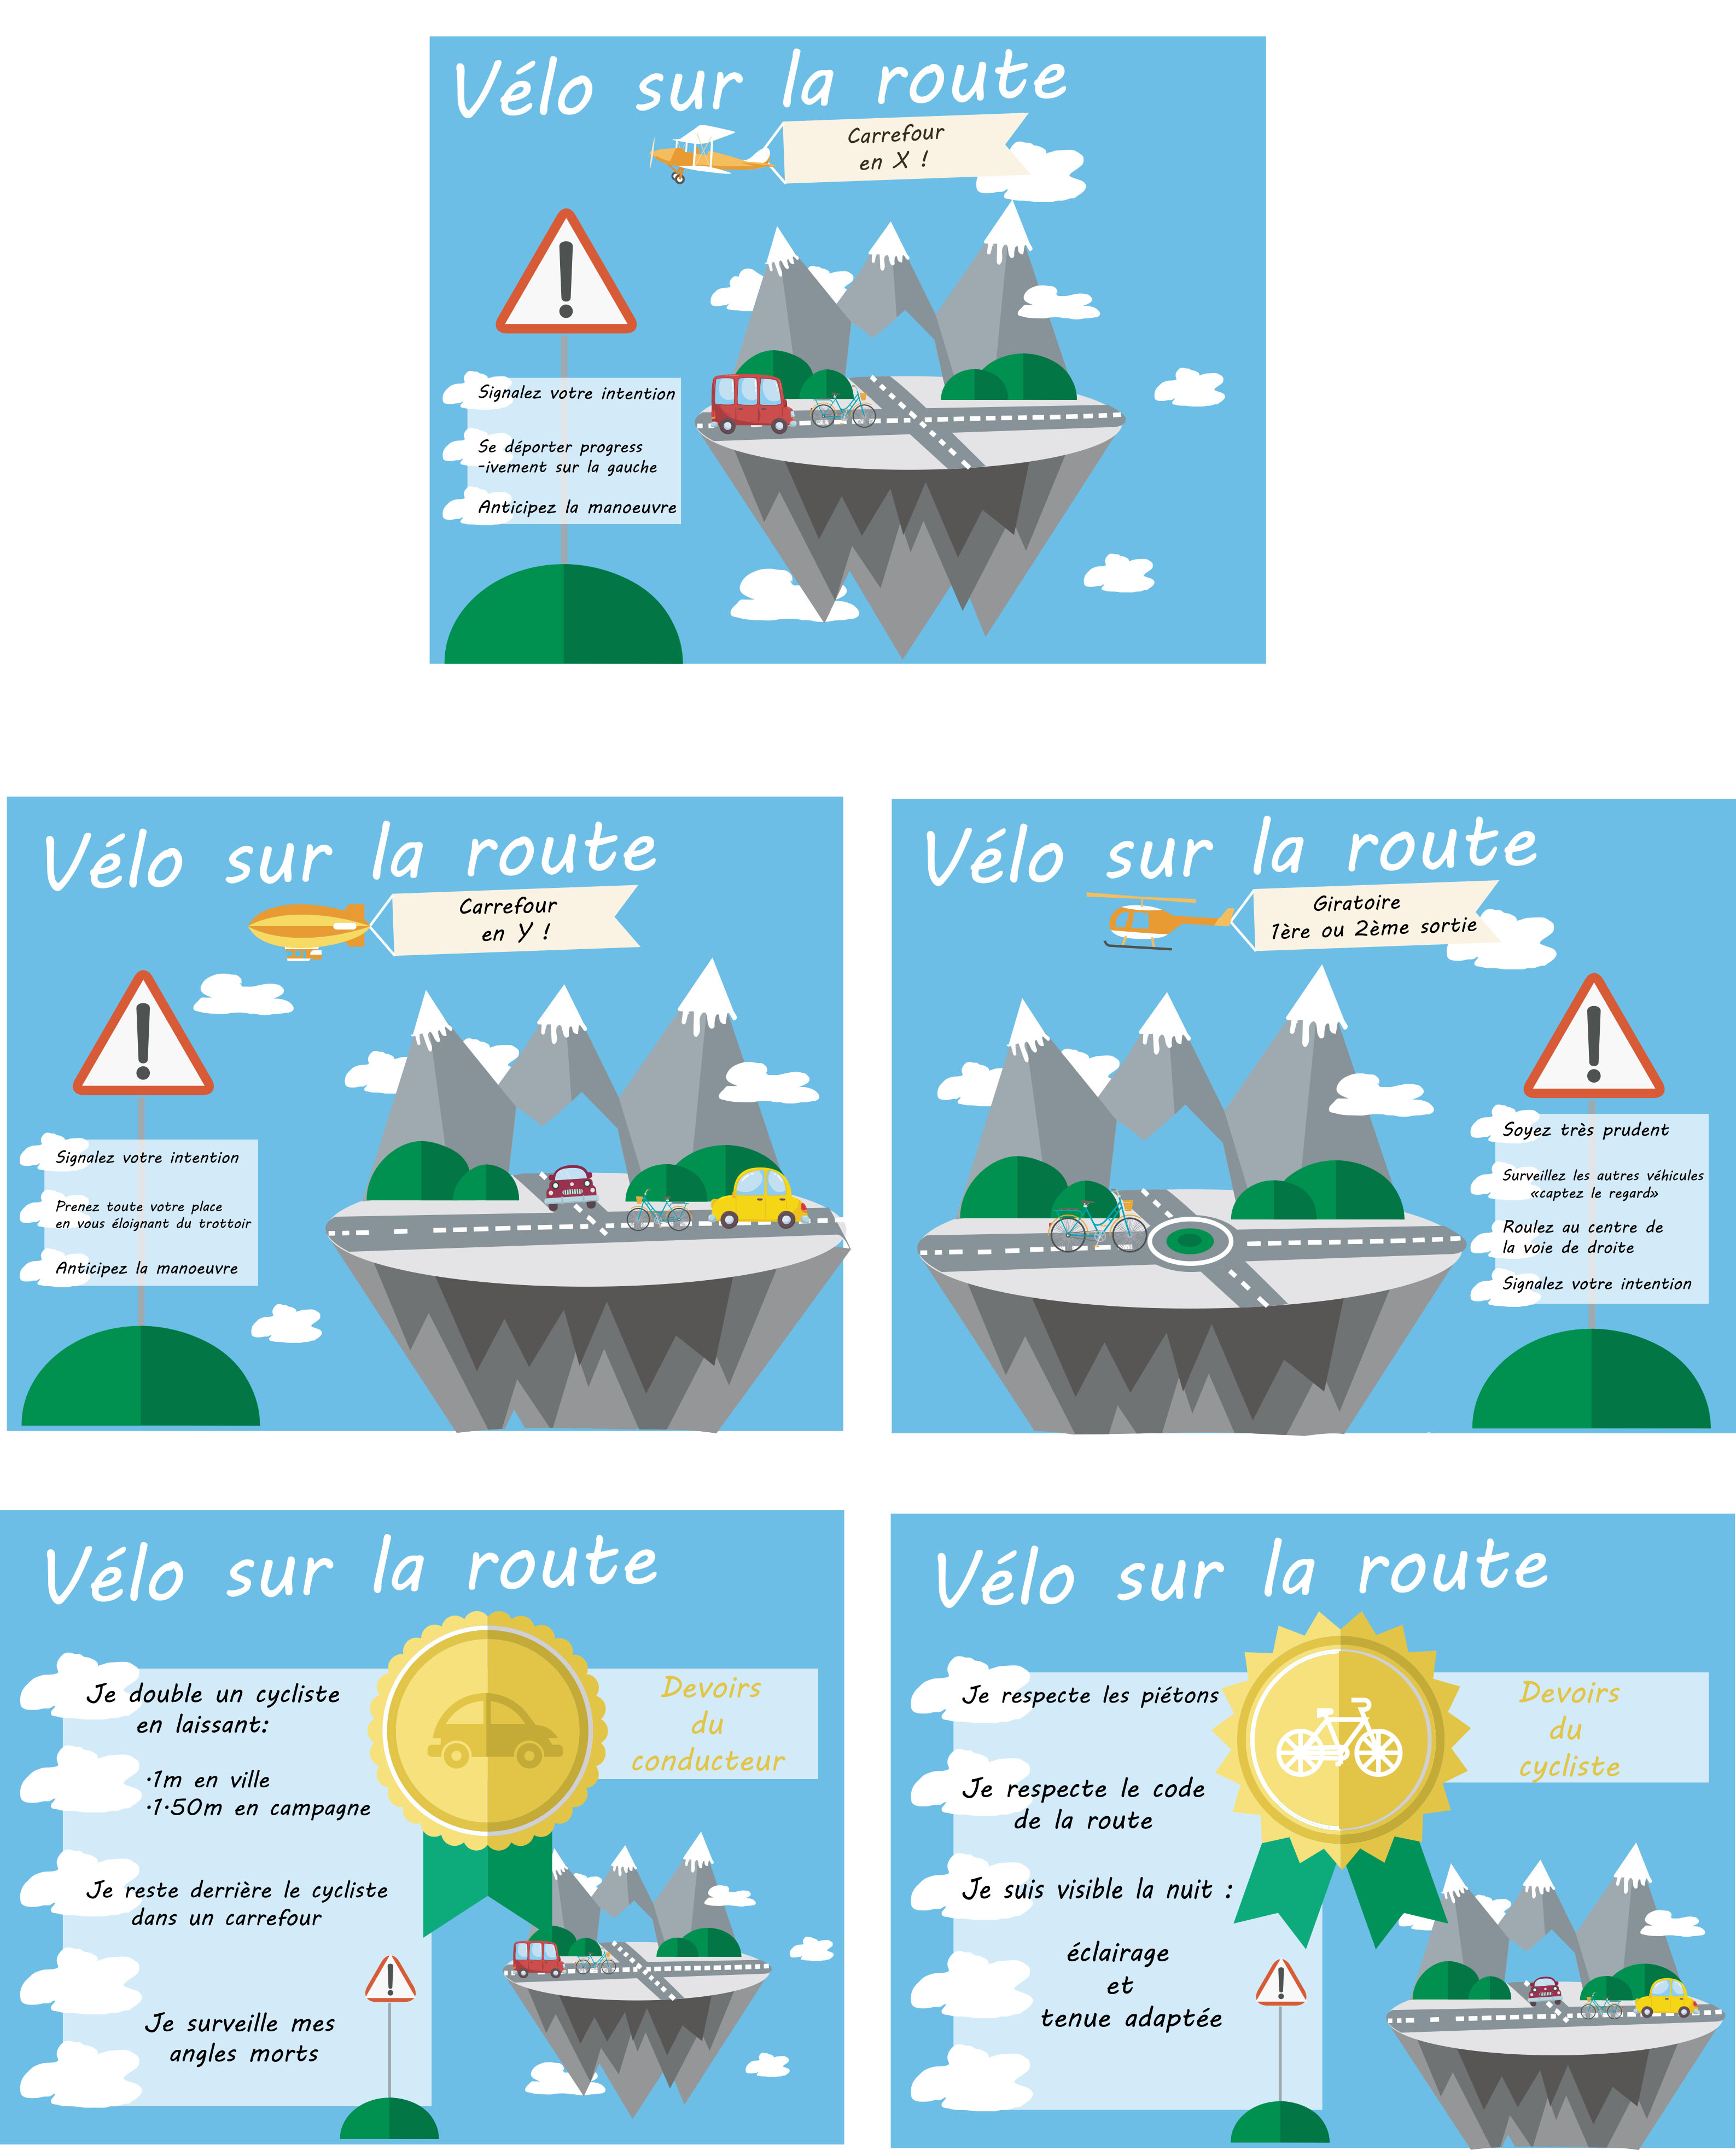 Vélo sur la route
Carrefour
en X !
Signalez votre intention
Se déporter progress
-ivement sur la gauche
Anticipez la manoeuvre
Vélo sur la route
Carrefour
en Y !
Signalez votre intention
Prenez toute votre place
en vous éloignant du trottoir
Anticipez la manoeuvre
Vélo sur la route
Giratoire
1ère ou 2ème sortie
Soyez très prudent
Surveillez les autres véhicules
«captez le regard»
Roulez au centre de
la voie de droite
Signalez votre intention
Vélo sur la route
Je double un cycliste
en laissant:
·1m en ville
·1·50m en campagne
Je reste derrière le cycliste
dans un carrefour
Je surveille mes
angles morts
Devoirs
du
conducteur
Vélo sur la route
Je respecte les piétons
Je respecte le code
de la route
Je suis visible la nuit :
éclairage
et
tenue adaptée
Devoirs
du
cycliste